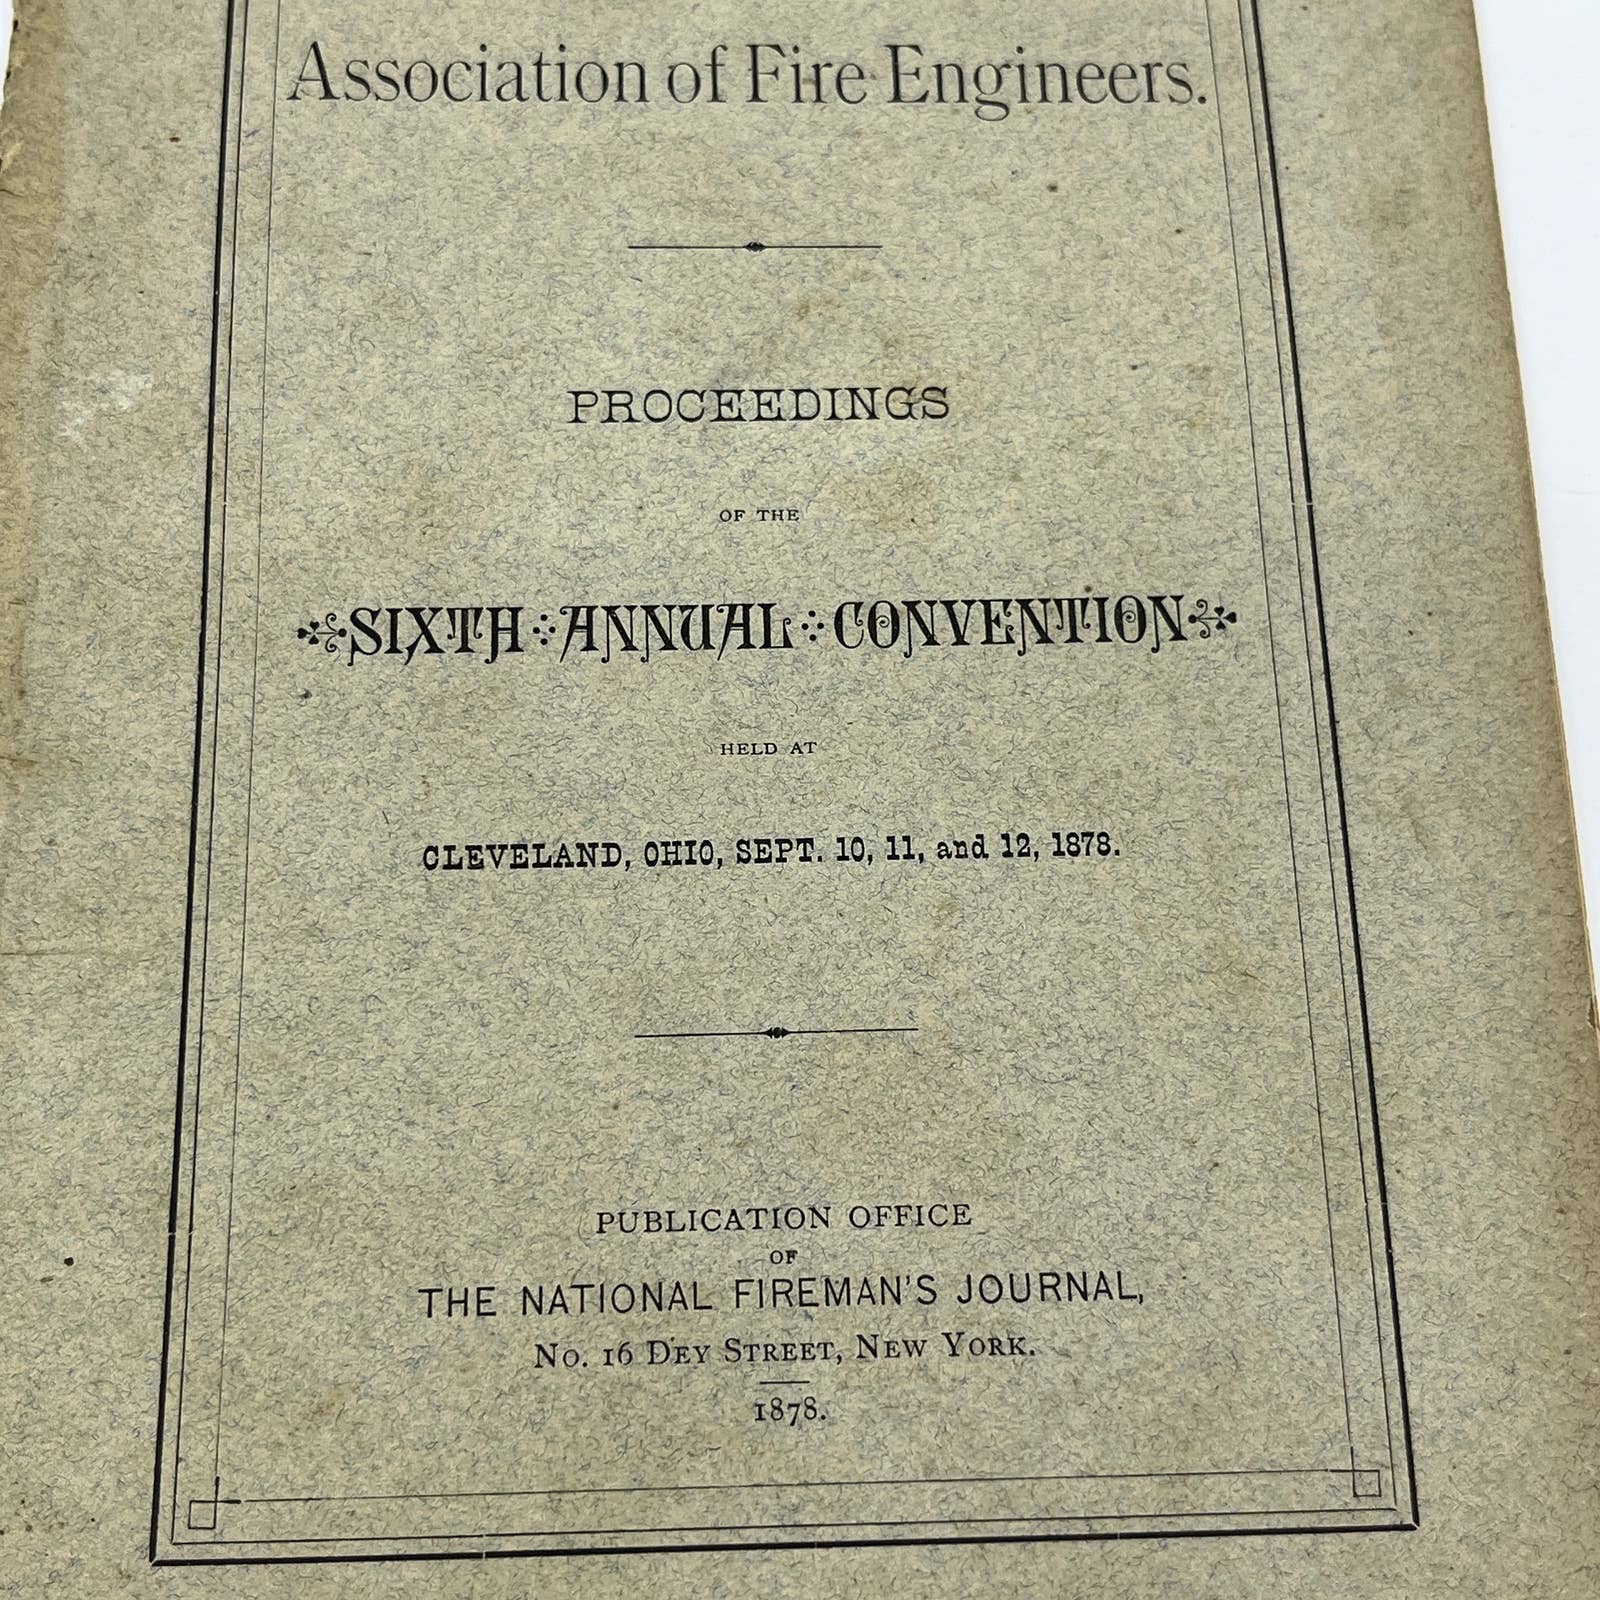 Association of Fire Engineers.
PROCEEDINGS
OF THE
SIXTH ANNUAL CONVENTION
HELD AT
CLEVELAND, OHIO, SEPT. 10, 11, and 12, 1878.
PUBLICATION OFFICE
OF
THE NATIONAL FIREMAN'S JOURNAL,
No. 16 Dey Street, New York.
1878.